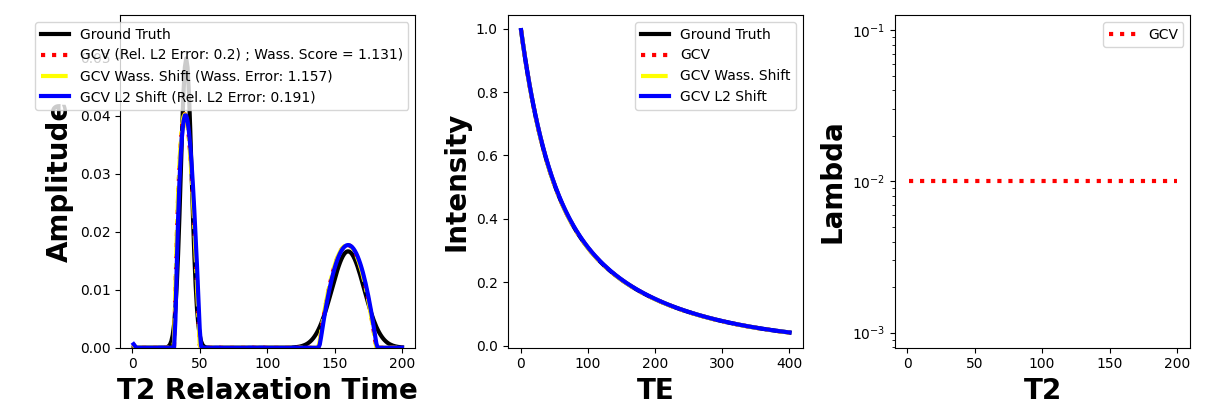 Ground Truth
GCV (Rel. L2 Error: 0.2) ; Wass. Score = 1.131)
GCV Wass. Shift (Wass. Error: 1.157)
GCV L2 Shift (Rel. L2 Error: 0.191)
Amplitude
0.05
0.04
0.03
0.02
0.01
0.00
0 50 100 150 200
T2 Relaxation Time
Ground Truth
GCV
GCV Wass. Shift
GCV L2 Shift
Intensity
1.0
0.8
0.6
0.4
0.2
0.0
0 100 200 300 400
TE
GCV
Lambda
10⁻¹
10⁻²
10⁻³
0 50 100 150 200
T2